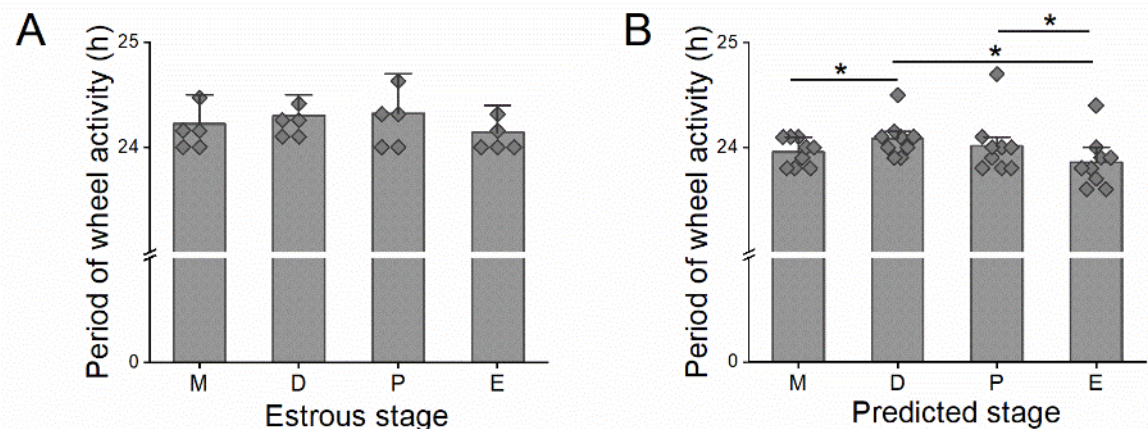 A
Period of wheel activity (h)
25
24
0
M D P E
Estrous stage
B
Period of wheel activity (h)
25
24
0
*
*
*
M D P E
Predicted stage